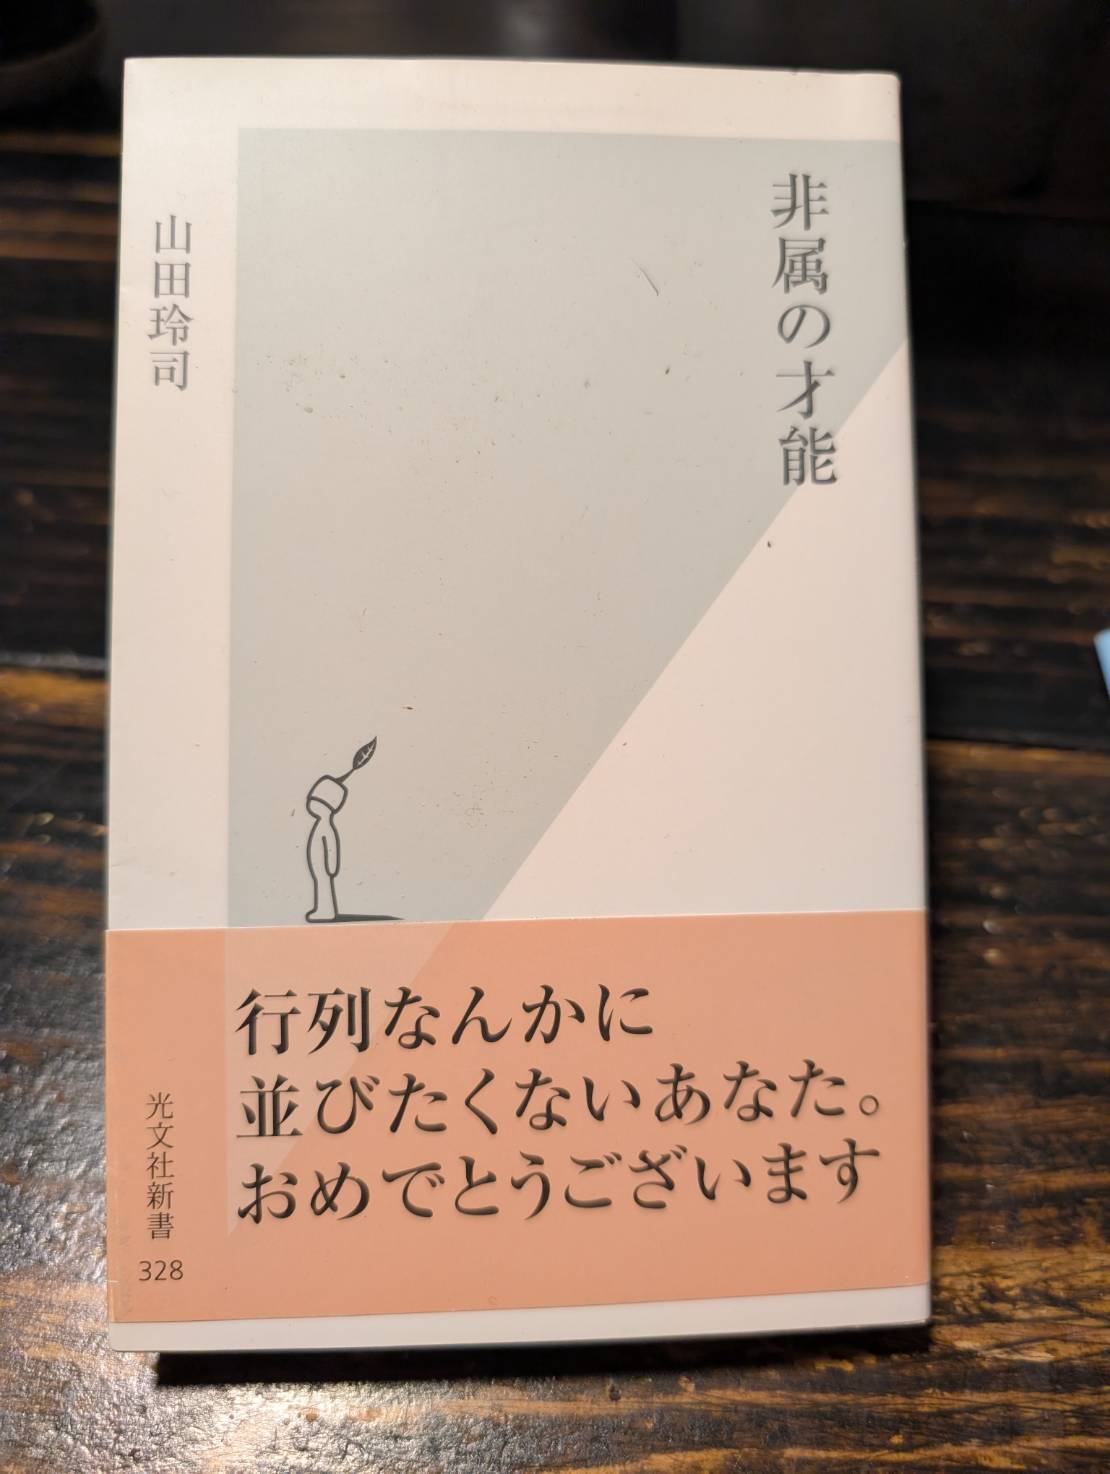 非属の才能
山田玲司
行列なんかに
並びたくないあなた。
おめでとうございます
光文社新書
328